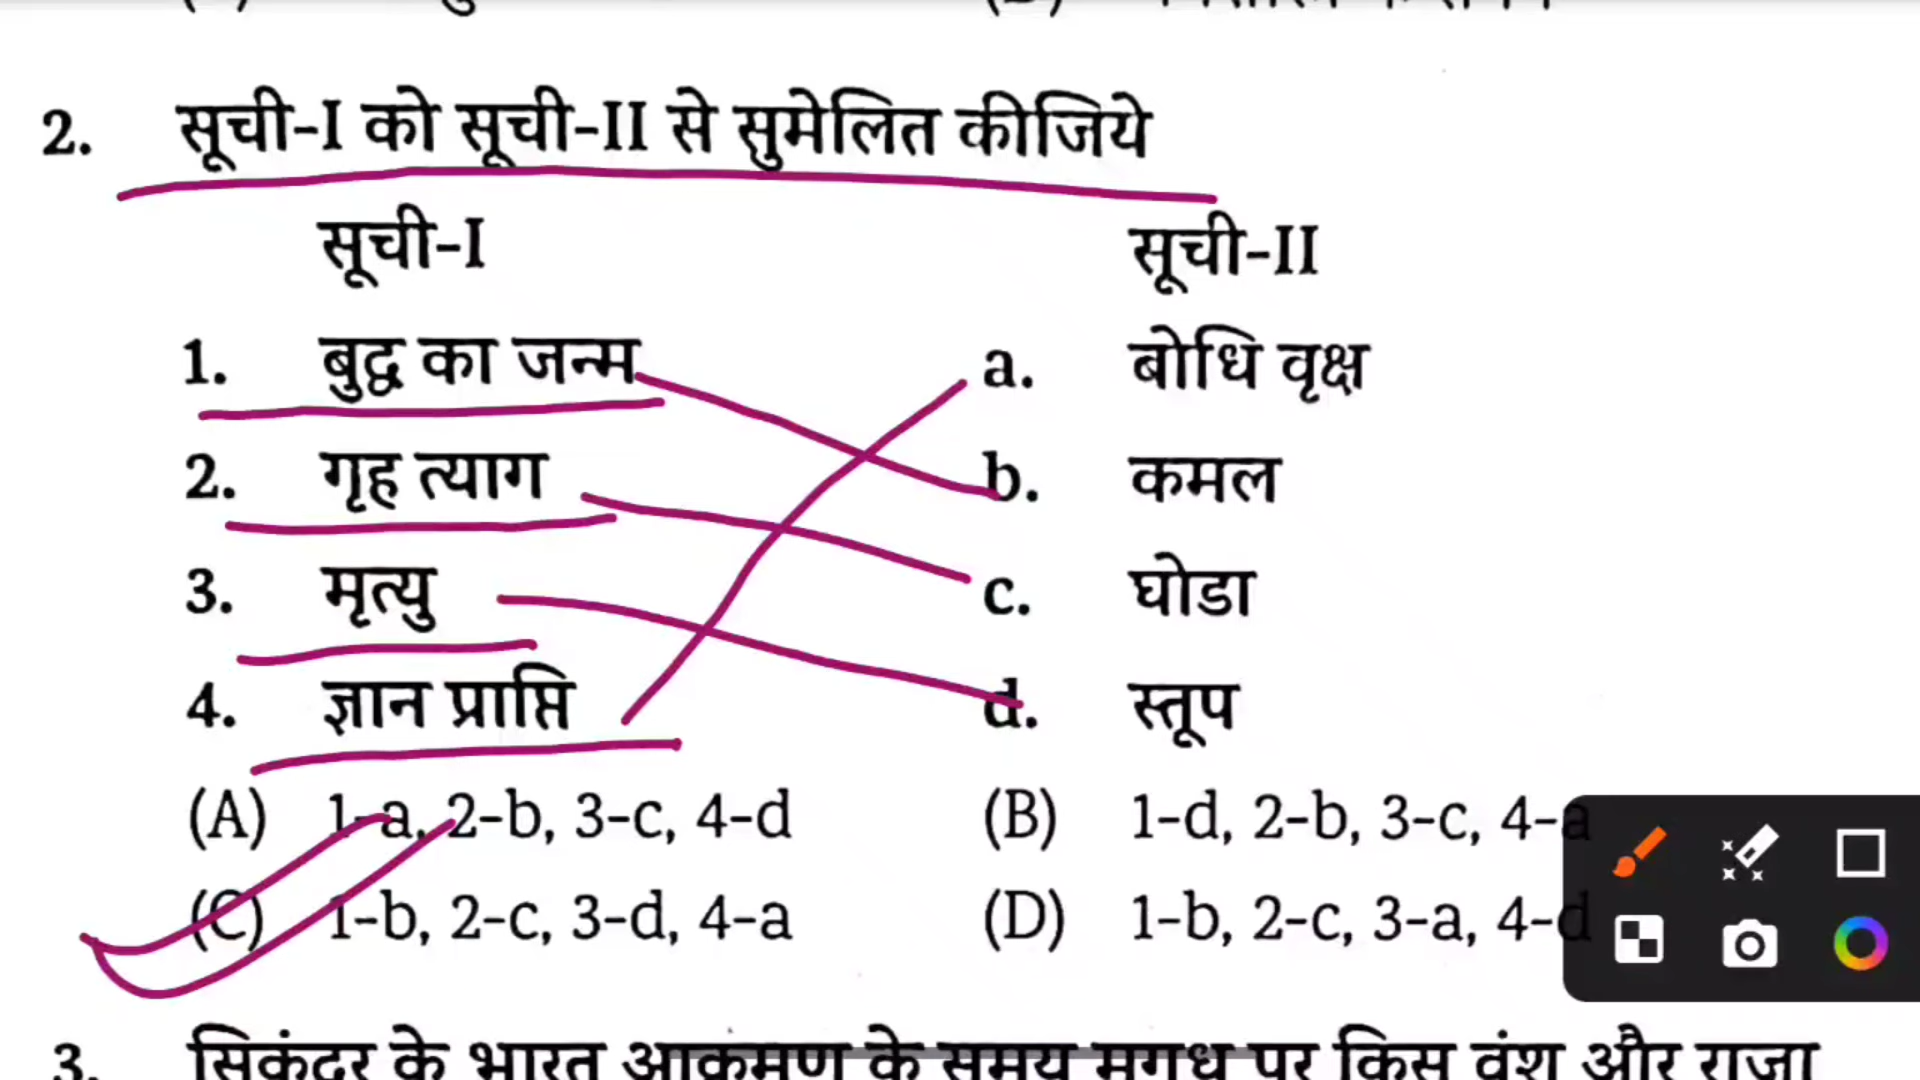 2. सूची-I को सूची-II से सुमेलित कीजिये
सूची-I सूची-II
1. बुद्ध का जन्म a. बोधि वृक्ष
2. गृह त्याग b. कमल
3. मृत्यु c. घोडा
4. ज्ञान प्राप्ति d. स्तूप
(A) 1-a, 2-b, 3-c, 4-d (B) 1-d, 2-b, 3-c, 4-a
(C) 1-b, 2-c, 3-d, 4-a (D) 1-b, 2-c, 3-a, 4-d
3. सिकंदर के भारत आक्रमण के समय मगध पर किस वंश और राजा